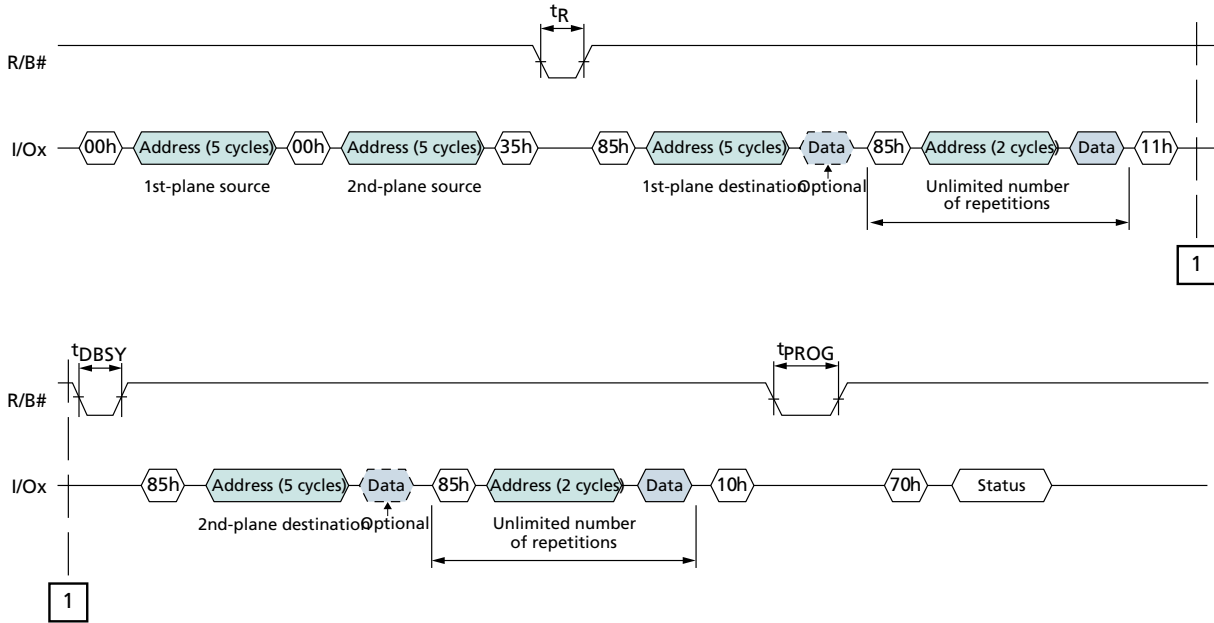 tR
R/B#
I/Ox
00h Address (5 cycles) 00h Address (5 cycles) 35h 85h Address (5 cycles) Data 85h Address (2 cycles) Data 11h
1st-plane source 2nd-plane source 1st-plane destination Optional Unlimited number
of repetitions
1
tDBSY tPROG
R/B#
I/Ox
85h Address (5 cycles) Data 85h Address (2 cycles) Data 10h 70h Status
2nd-plane destination Optional Unlimited number
of repetitions
1